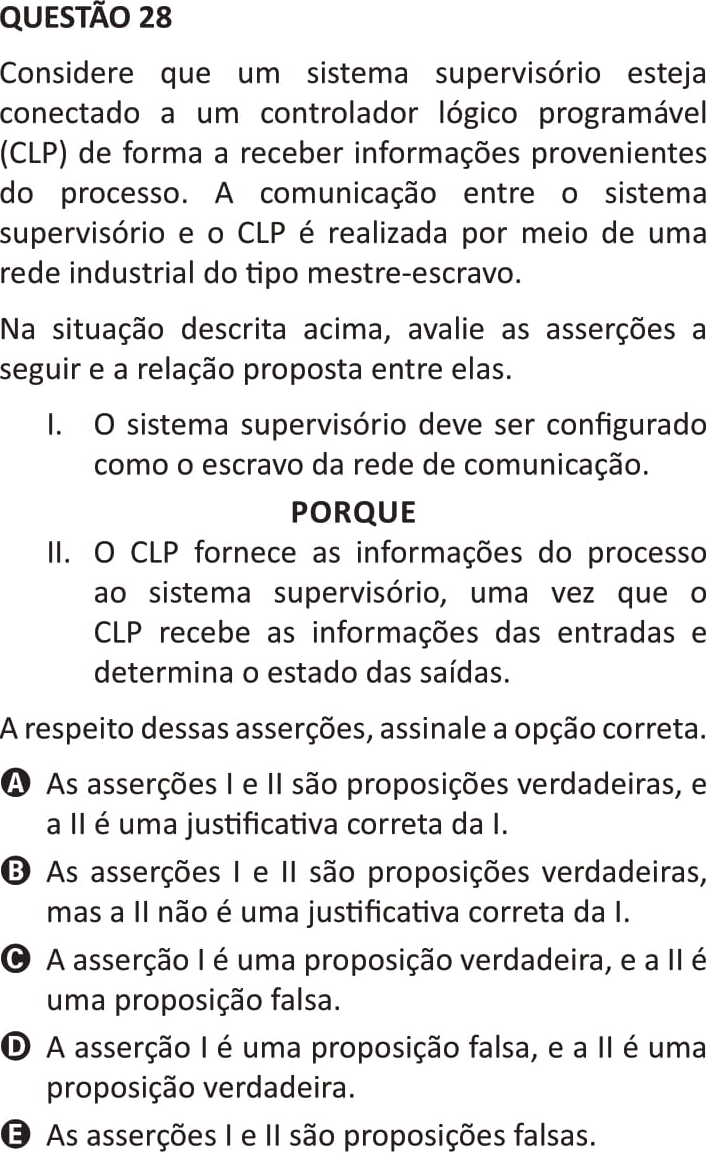 QUESTÃO 28
Considere que um sistema supervisório esteja
conectado a um controlador lógico programável
(CLP) de forma a receber informações provenientes
do processo. A comunicação entre o sistema
supervisório e o CLP é realizada por meio de uma
rede industrial do tipo mestre-escravo.
Na situação descrita acima, avalie as asserções a
seguir e a relação proposta entre elas.
I. O sistema supervisório deve ser configurado
como o escravo da rede de comunicação.
PORQUE
II. O CLP fornece as informações do processo
ao sistema supervisório, uma vez que o
CLP recebe as informações das entradas e
determina o estado das saídas.
A respeito dessas asserções, assinale a opção correta.
A As asserções I e II são proposições verdadeiras, e
a II é uma justificativa correta da I.
B As asserções I e II são proposições verdadeiras,
mas a II não é uma justificativa correta da I.
C A asserção I é uma proposição verdadeira, e a II é
uma proposição falsa.
D A asserção I é uma proposição falsa, e a II é uma
proposição verdadeira.
E As asserções I e II são proposições falsas.